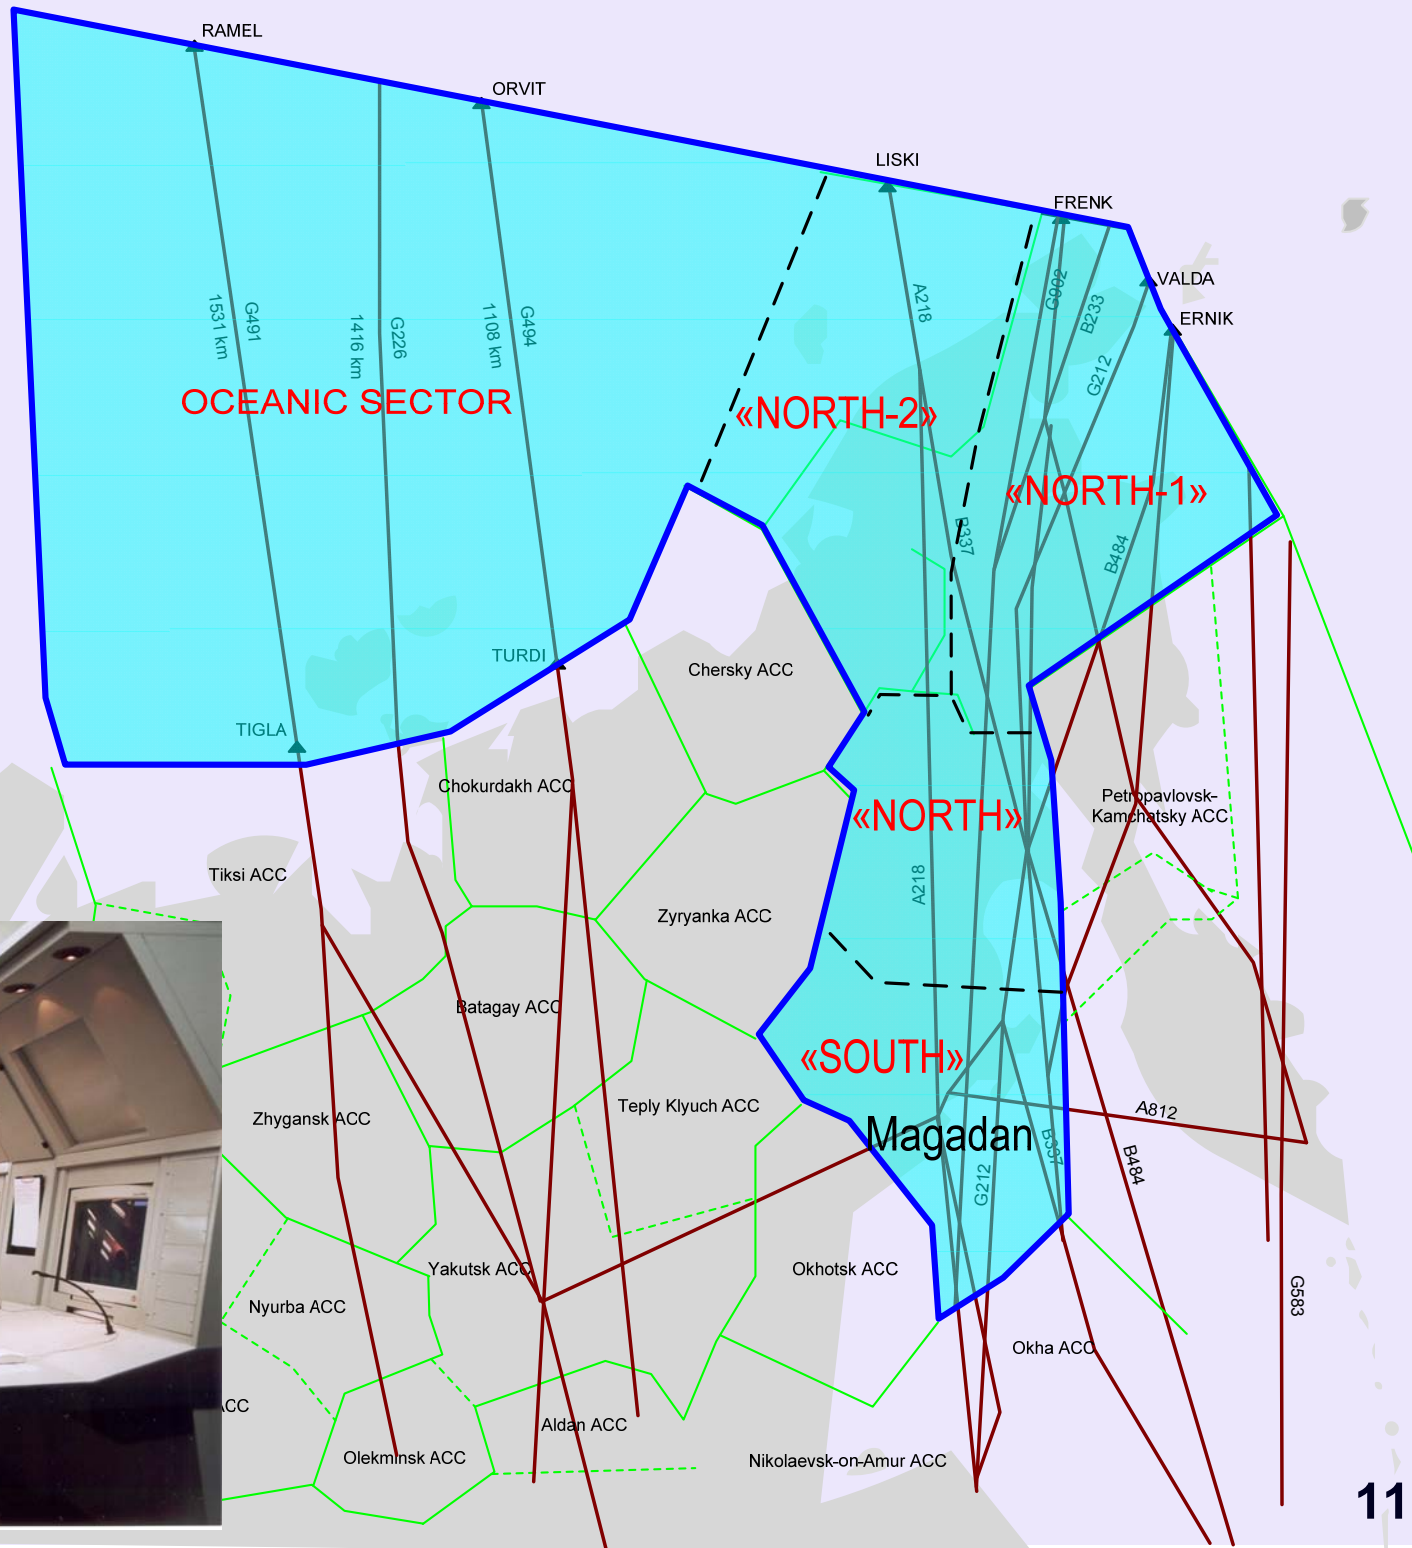 RAMEL
ORVIT
LISKI
FRENK
VALDA
ERNIK
G902
A218
B233
G491
1531 km
G226
1416 km
G494
1108 km
G212
OCEANIC SECTOR
«NORTH-2»
«NORTH-1»
B337
B484
TURDI
Chersky ACC
TIGLA
Chokurdakh ACC
Petropavlovsk-
Kamchatsky ACC
«NORTH»
Tiksi ACC
A218
Zyryanka ACC
Batagay ACC
«SOUTH»
Teply Klyuch ACC
A812
Zhygansk ACC
Magadan
B337
B484
G212
Yakutsk ACC
Okhotsk ACC
Nyurba ACC
G583
Okha ACC
ACC
Aldan ACC
Olekminsk ACC
Nikolaevsk-on-Amur ACC
11